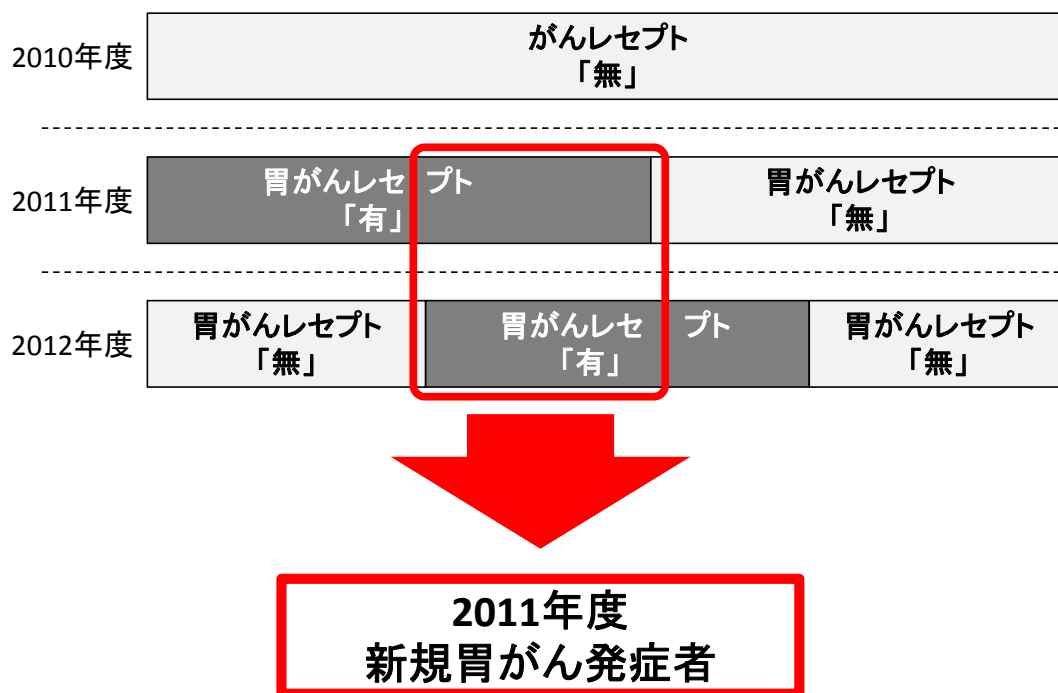 2010年度
がんレセプト
「無」
2011年度
胃がんレセプト
「有」
胃がんレセプト
「無」
2012年度
胃がんレセプト
「無」
胃がんレセプト
「有」
胃がんレセプト
「無」
2011年度
新規胃がん発症者